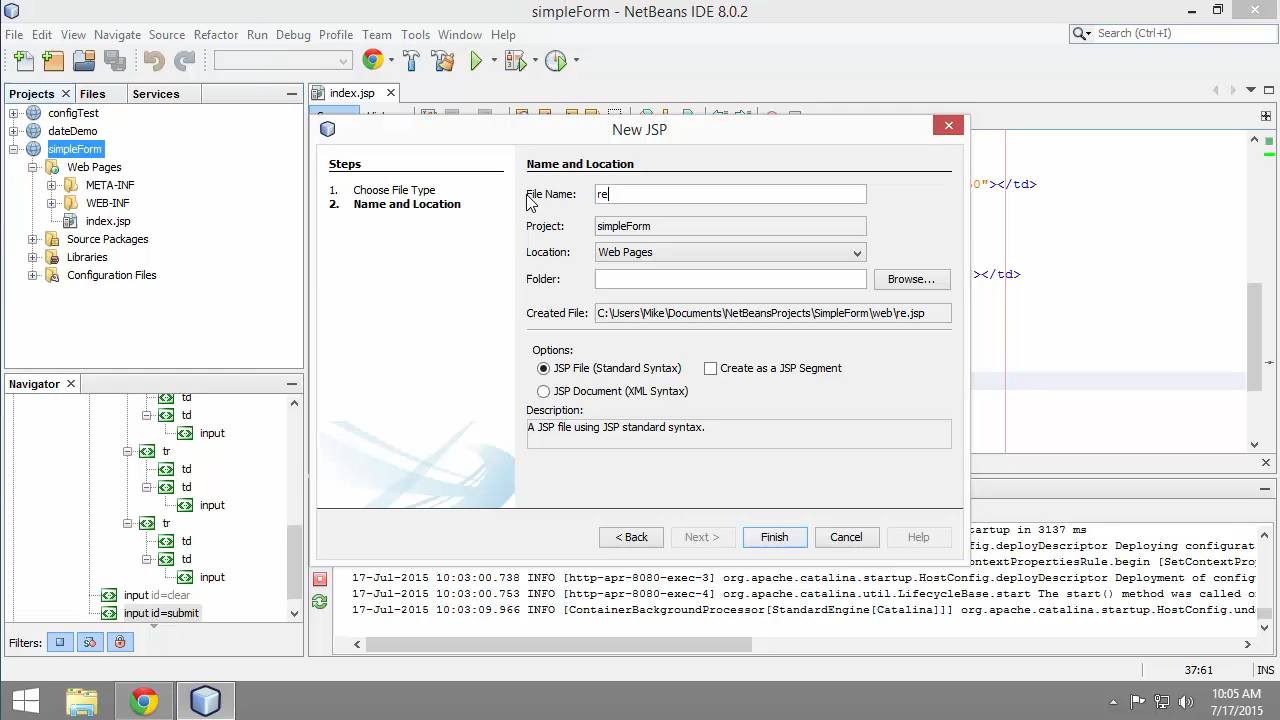 simpleForm - NetBeans IDE 8.0.2
File Edit View Navigate Source Refactor Run Debug Profile Team Tools Window Help
Search (Ctrl+I)
Projects Files Services
index.jsp
configTest
dateDemo
simpleForm
Web Pages
META-INF
WEB-INF
index.jsp
Source Packages
Libraries
Configuration Files
New JSP
Steps
1. Choose File Type
2. Name and Location
Name and Location
File Name: re
Project: simpleForm
Location: Web Pages
Folder: Browse...
Created File: C:\Users\Mike\Documents\NetBeansProjects\SimpleForm\web\re.jsp
Options:
JSP File (Standard Syntax) Create as a JSP Segment
JSP Document (XML Syntax)
Description:
A JSP file using JSP standard syntax.
< Back Next > Finish Cancel Help
0"></td>
"></td>
Navigator
td
td
input
tr
td
td
input
tr
td
td
input
input id=clear
input id=submit
Filters:
startup in 3137 ms
nfig.deployDescriptor Deploying configurat
ntextPropertiesRule.begin [SetContextProp
17-Jul-2015 10:03:00.738 INFO [http-apr-8080-exec-3] org.apache.catalina.startup.HostConfig.deployDescriptor Deployment of config
17-Jul-2015 10:03:00.753 INFO [http-apr-8080-exec-4] org.apache.catalina.util.LifecycleBase.start The start() method was called o
17-Jul-2015 10:03:09.966 INFO [ContainerBackgroundProcessor[StandardEngine[Catalina]]] org.apache.catalina.startup.HostConfig.und
37:61 INS
10:05 AM
7/17/2015